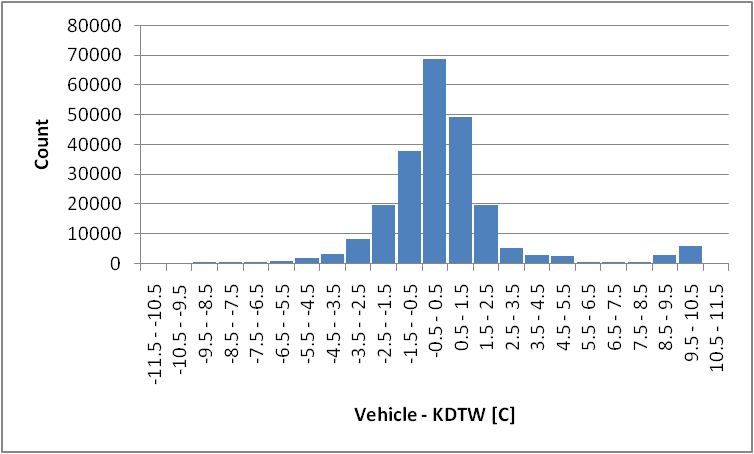 80000
70000
60000
50000
40000
30000
20000
10000
0
Count
-11.5 - -10.5
-10.5 - -9.5
-9.5 - -8.5
-8.5 - -7.5
-7.5 - -6.5
-6.5 - -5.5
-5.5 - -4.5
-4.5 - -3.5
-3.5 - -2.5
-2.5 - -1.5
-1.5 - -0.5
-0.5 - 0.5
0.5 - 1.5
1.5 - 2.5
2.5 - 3.5
3.5 - 4.5
4.5 - 5.5
5.5 - 6.5
6.5 - 7.5
7.5 - 8.5
8.5 - 9.5
9.5 - 10.5
10.5 - 11.5
Vehicle - KDTW [C]